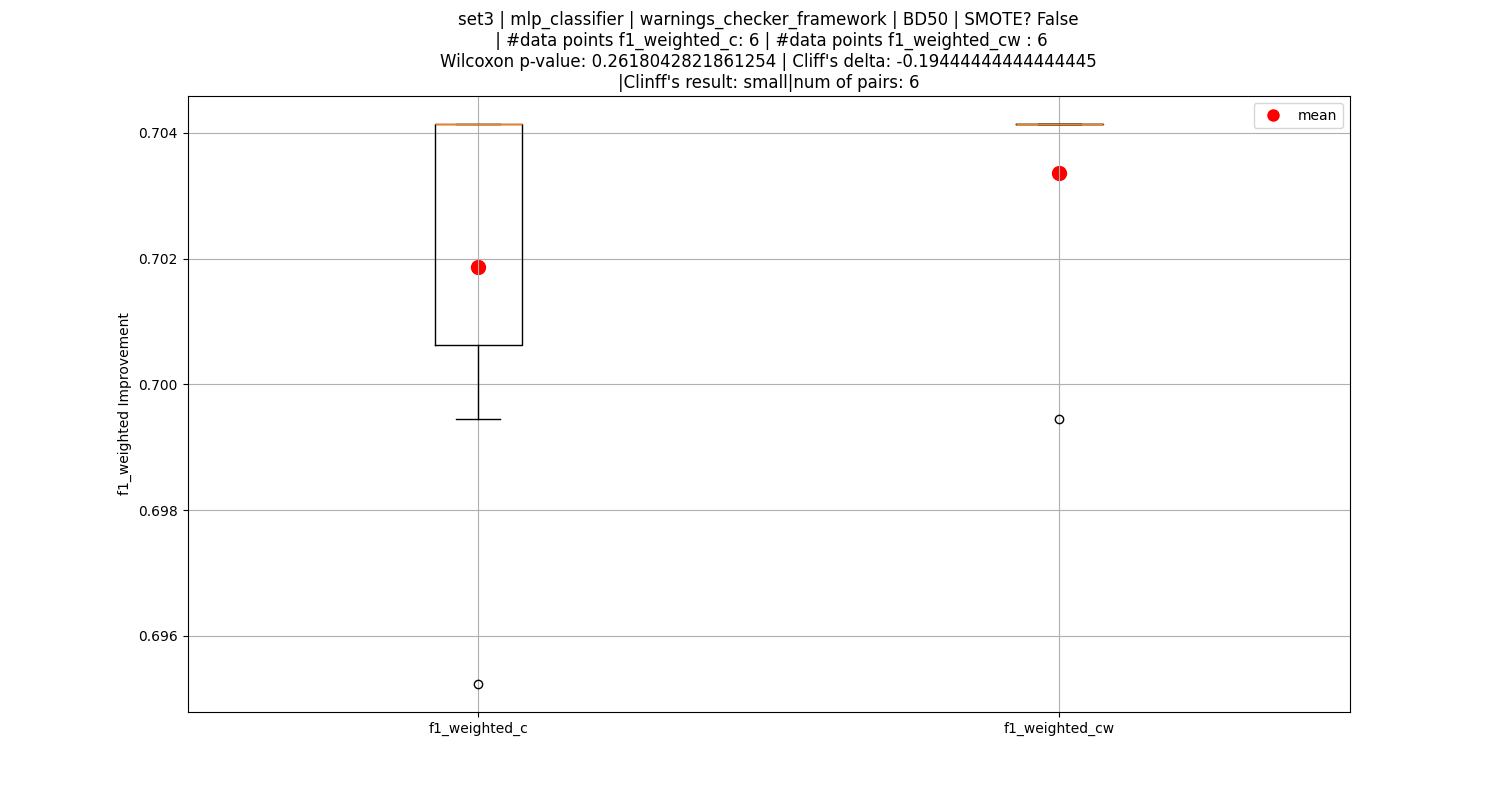 set3 | mlp_classifier | warnings_checker_framework | BD50 | SMOTE? False
| #data points f1_weighted_c: 6 | #data points f1_weighted_cw : 6
Wilcoxon p-value: 0.2618042821861254 | Cliff's delta: -0.19444444444444445
|Clinff's result: small|num of pairs: 6
mean
0.704
0.702
0.700
0.698
0.696
f1_weighted Improvement
f1_weighted_c
f1_weighted_cw